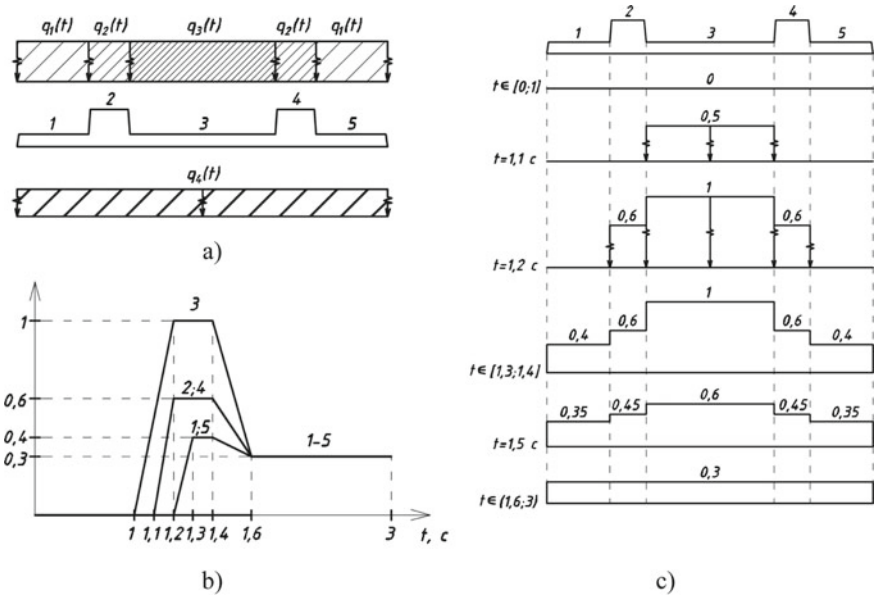 q₁(t) q₂(t) q₃(t) q₂(t) q₁(t)
2 4
1 3 5
q₄(t)
a)
3
1
2;4
0,6
1;5
0,4
1-5
0,3
1 1,1 1,2 1,3 1,4 1,6 3
t, c
b)
2 4
1 3 5
t∈[0;1] 0
0,5
t=1,1 c
1
0,6 0,6
t=1,2 c
1
0,6 0,6
0,4 0,4
t∈[1,3;1,4]
0,6
0,35 0,45 0,45 0,35
t=1,5 c
0,3
t∈(1,6;3)
c)